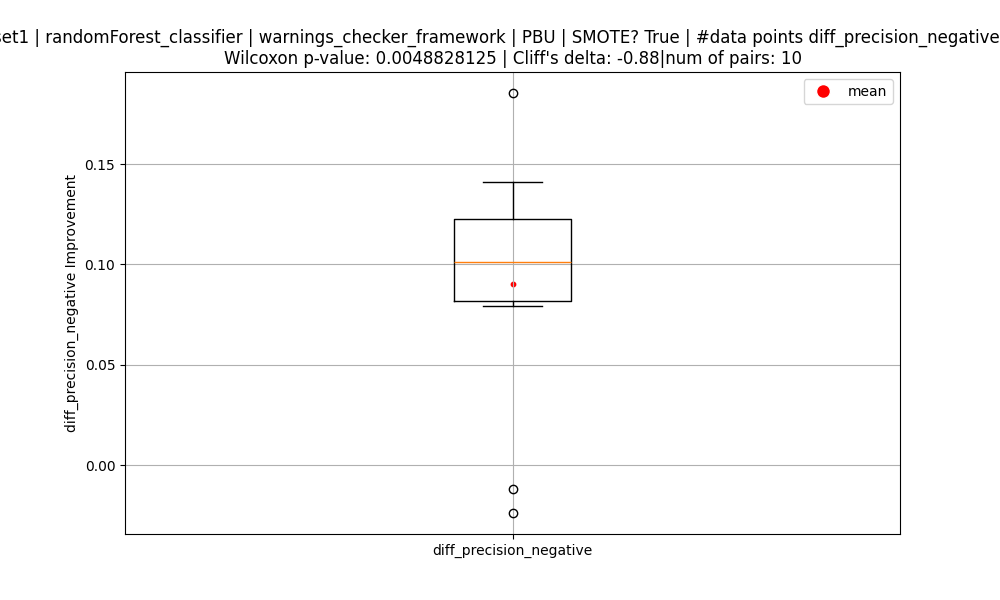 set1 | randomForest_classifier | warnings_checker_framework | PBU | SMOTE? True | #data points diff_precision_negative
Wilcoxon p-value: 0.0048828125 | Cliff's delta: -0.88|num of pairs: 10
mean
0.15
0.10
0.05
0.00
diff_precision_negative Improvement
diff_precision_negative